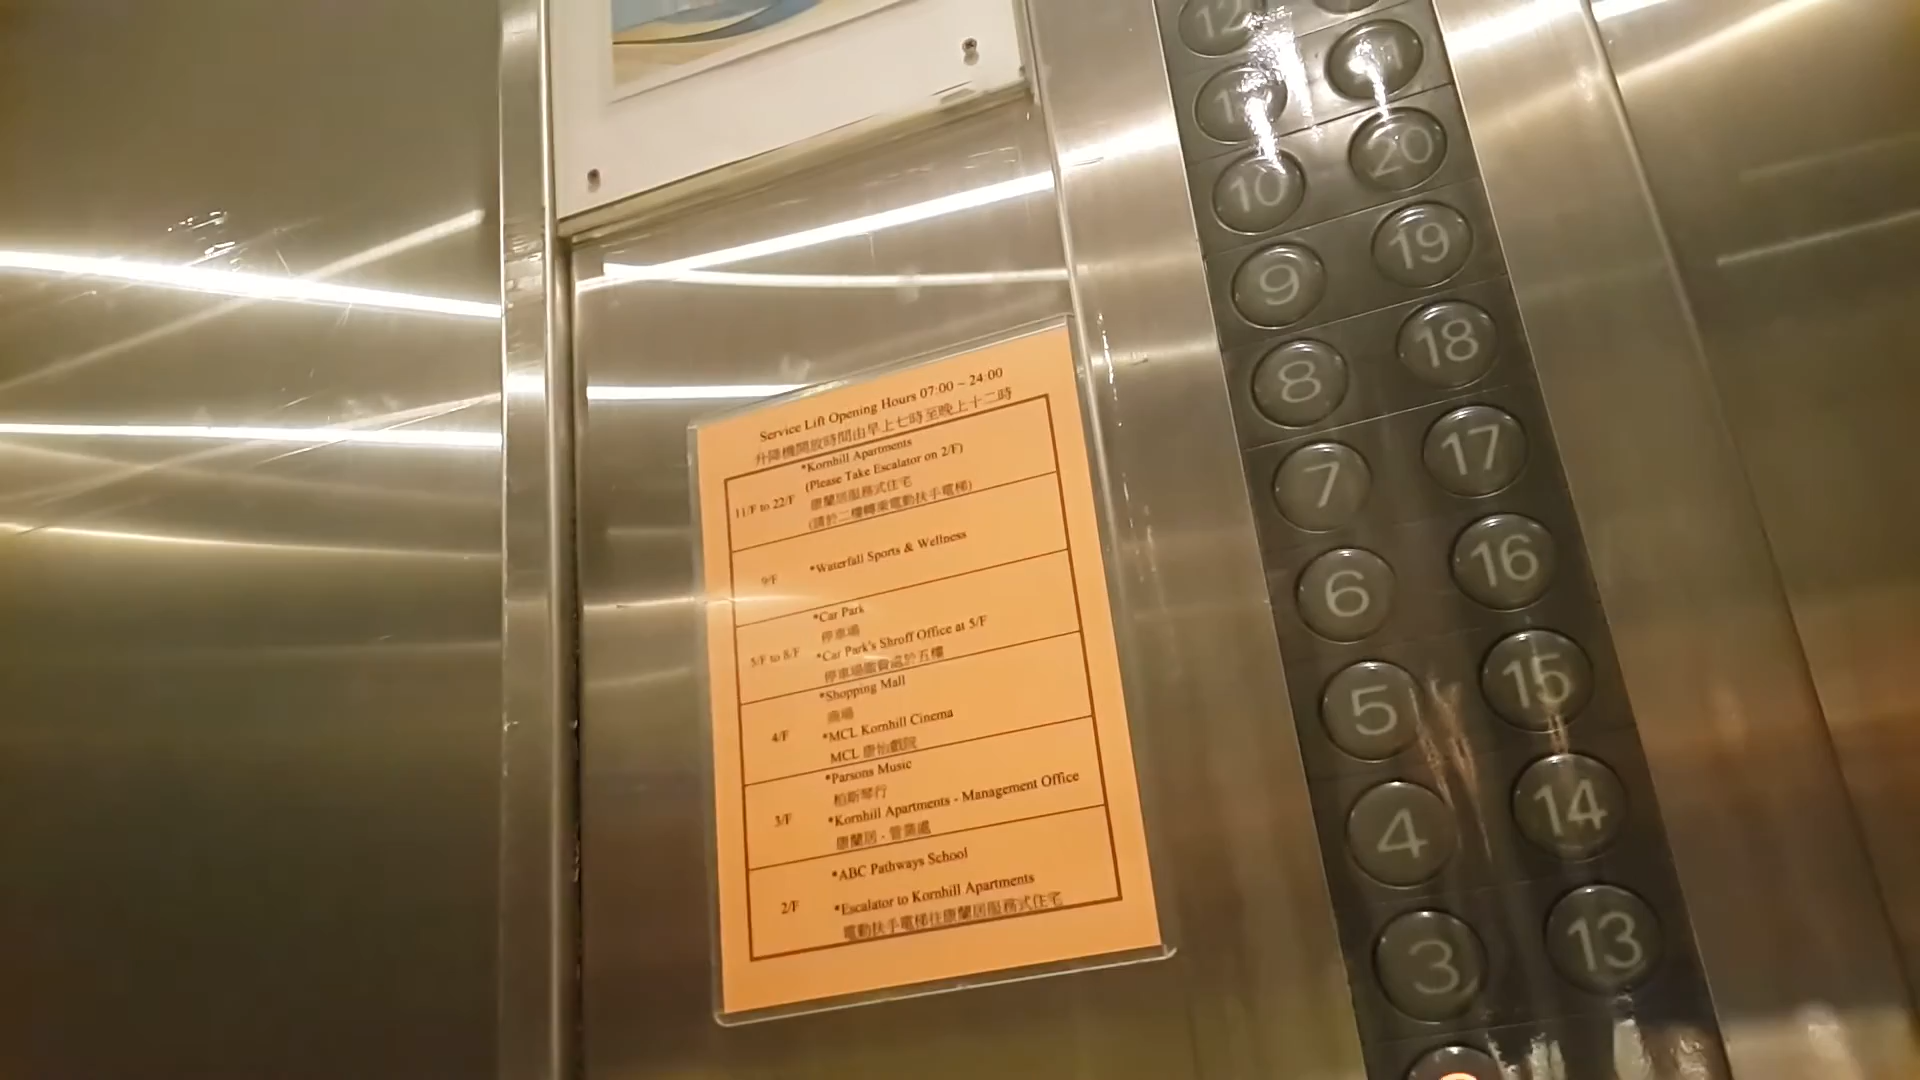 Service Lift Opening Hours 07:00 ~ 24:00
升降機開放時間由早上七時至晚上十二時
11/F to 22/F
*Kornhill Apartments
(Please Take Escalator on 2/F)
康蘭居服務式住宅
(請於二樓轉乘電動扶手電梯)
9/F
*Waterfall Sports & Wellness
5/F to 8/F
*Car Park
停車場
*Car Park's Shroff Office at 5/F
停車場繳費處於五樓
4/F
*Shopping Mall
商場
*MCL Kornhill Cinema
MCL 康怡戲院
3/F
*Parsons Music
柏斯琴行
*Kornhill Apartments - Management Office
康蘭居 - 管業處
2/F
*ABC Pathways School
*Escalator to Kornhill Apartments
電動扶手電梯往康蘭居服務式住宅
12
10 20
9 19
8 18
7 17
6 16
5 15
4 14
3 13